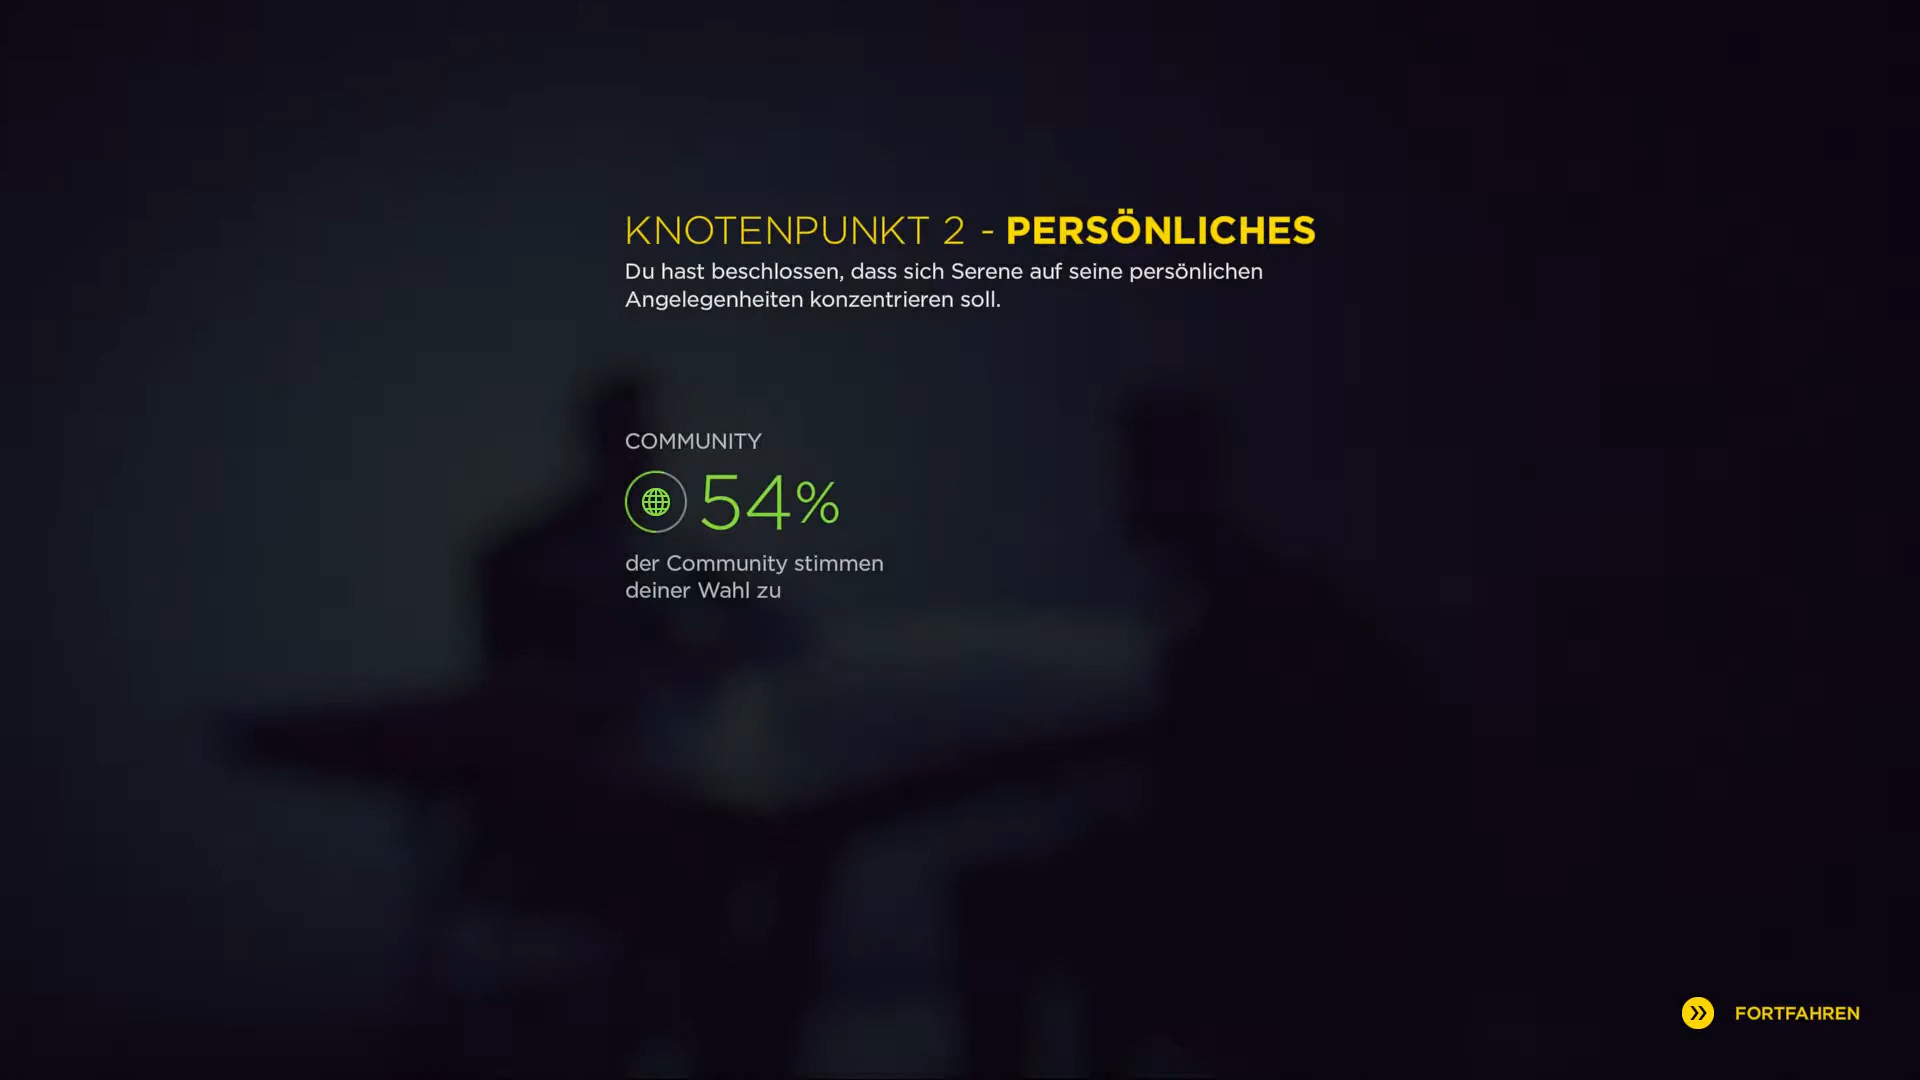 KNOTENPUNKT 2 - PERSÖNLICHES
Du hast beschlossen, dass sich Serene auf seine persönlichen
Angelegenheiten konzentrieren soll.
COMMUNITY
54%
der Community stimmen
deiner Wahl zu
FORTFAHREN